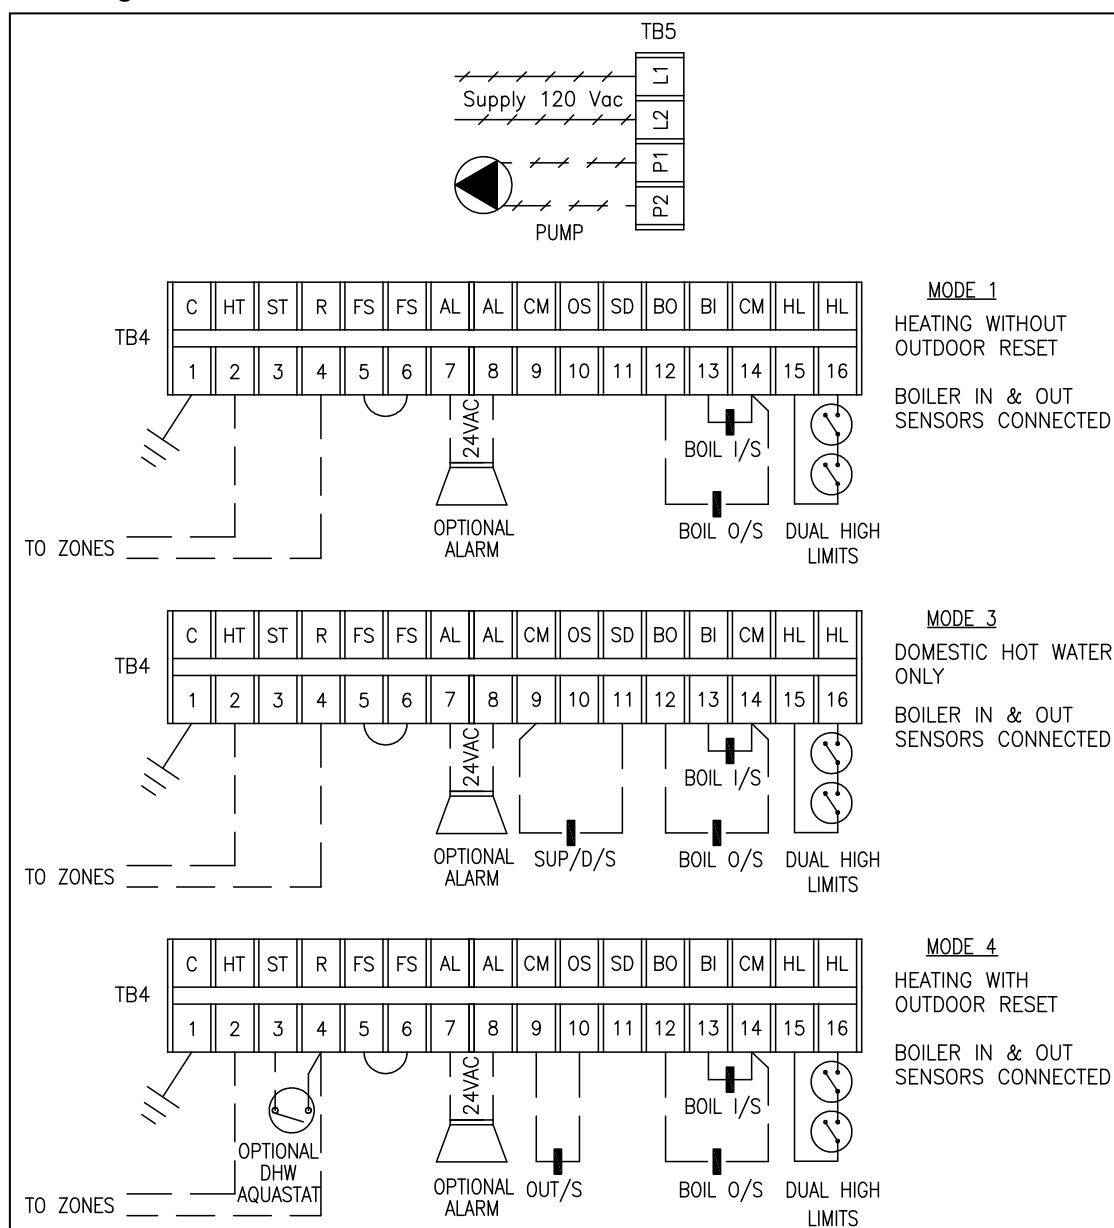 TB5
L1
Supply 120 Vac
L2
P1
P2
PUMP
MODE 1
C HT ST R FS FS AL AL CM OS SD BO BI CM HL HL
HEATING WITHOUT
OUTDOOR RESET
TB4
1 2 3 4 5 6 7 8 9 10 11 12 13 14 15 16
BOILER IN & OUT
SENSORS CONNECTED
24VAC
BOIL I/S
OPTIONAL
ALARM
BOIL O/S
DUAL HIGH
LIMITS
TO ZONES
MODE 3
C HT ST R FS FS AL AL CM OS SD BO BI CM HL HL
DOMESTIC HOT WATER
ONLY
TB4
1 2 3 4 5 6 7 8 9 10 11 12 13 14 15 16
BOILER IN & OUT
SENSORS CONNECTED
24VAC
BOIL I/S
OPTIONAL
ALARM
SUP/D/S
BOIL O/S
DUAL HIGH
LIMITS
TO ZONES
MODE 4
C HT ST R FS FS AL AL CM OS SD BO BI CM HL HL
HEATING WITH
OUTDOOR RESET
TB4
1 2 3 4 5 6 7 8 9 10 11 12 13 14 15 16
BOILER IN & OUT
SENSORS CONNECTED
24VAC
BOIL I/S
OPTIONAL
DHW
AQUASTAT
OPTIONAL
ALARM
OUT/S
BOIL O/S
DUAL HIGH
LIMITS
TO ZONES